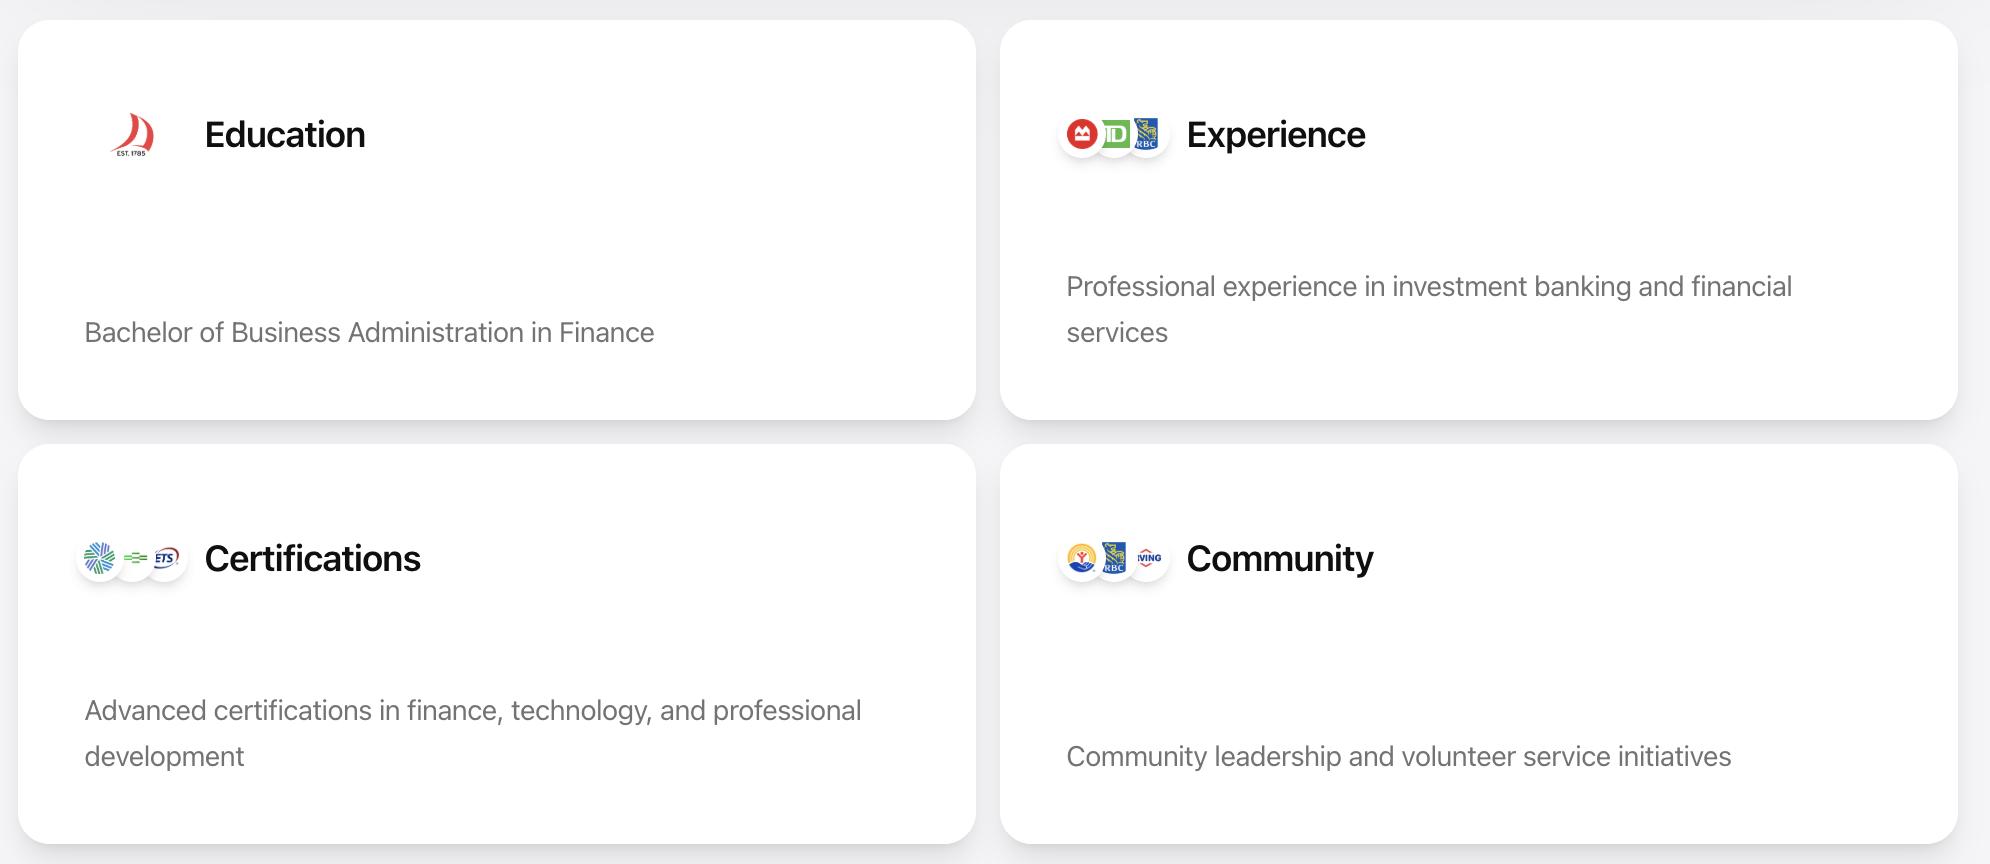 EST. 1785
Education
Bachelor of Business Administration in Finance
TD
RBC
Experience
Professional experience in investment banking and financial
services
ETS
Certifications
Advanced certifications in finance, technology, and professional
development
RBC
VING
Community
Community leadership and volunteer service initiatives